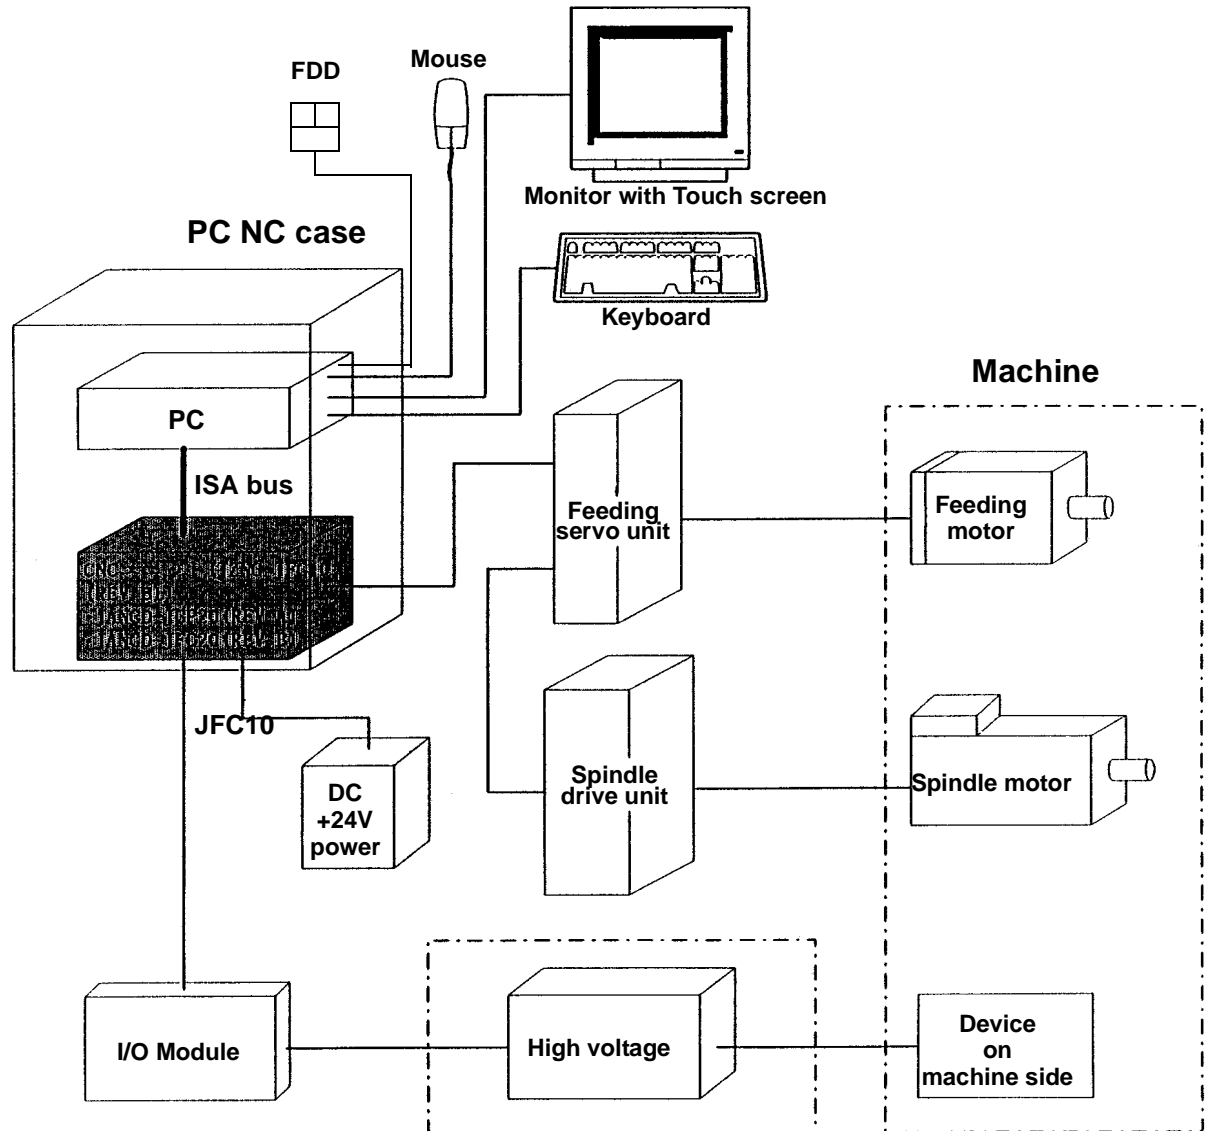 FDD
Mouse
Monitor with Touch screen
PC NC case
Keyboard
Machine
PC
ISA bus
Feeding
servo unit
Feeding
motor
JFC10
DC
+24V
power
Spindle
drive unit
Spindle motor
I/O Module
High voltage
Device
on
machine side